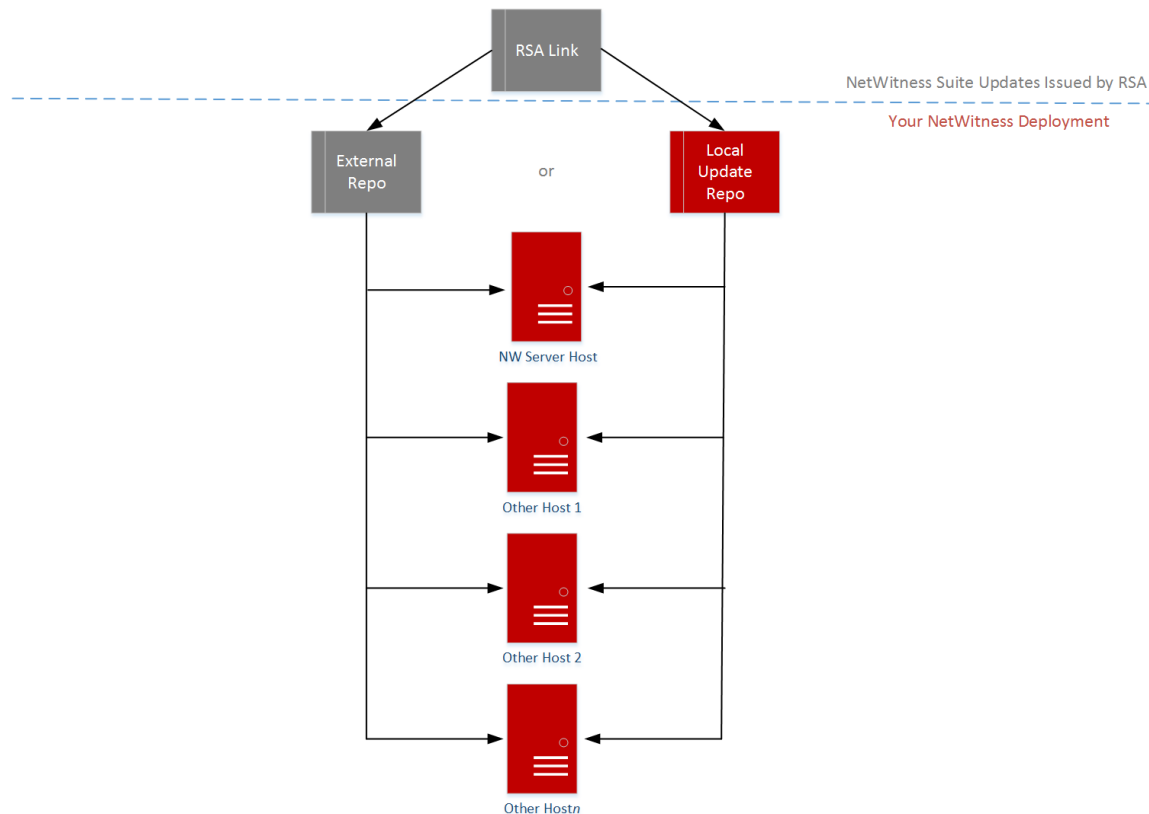 RSA Link
NetWitness Suite Updates Issued by RSA
Your NetWitness Deployment
External
Repo
or
Local
Update
Repo
NW Server Host
Other Host 1
Other Host 2
Other Hostn